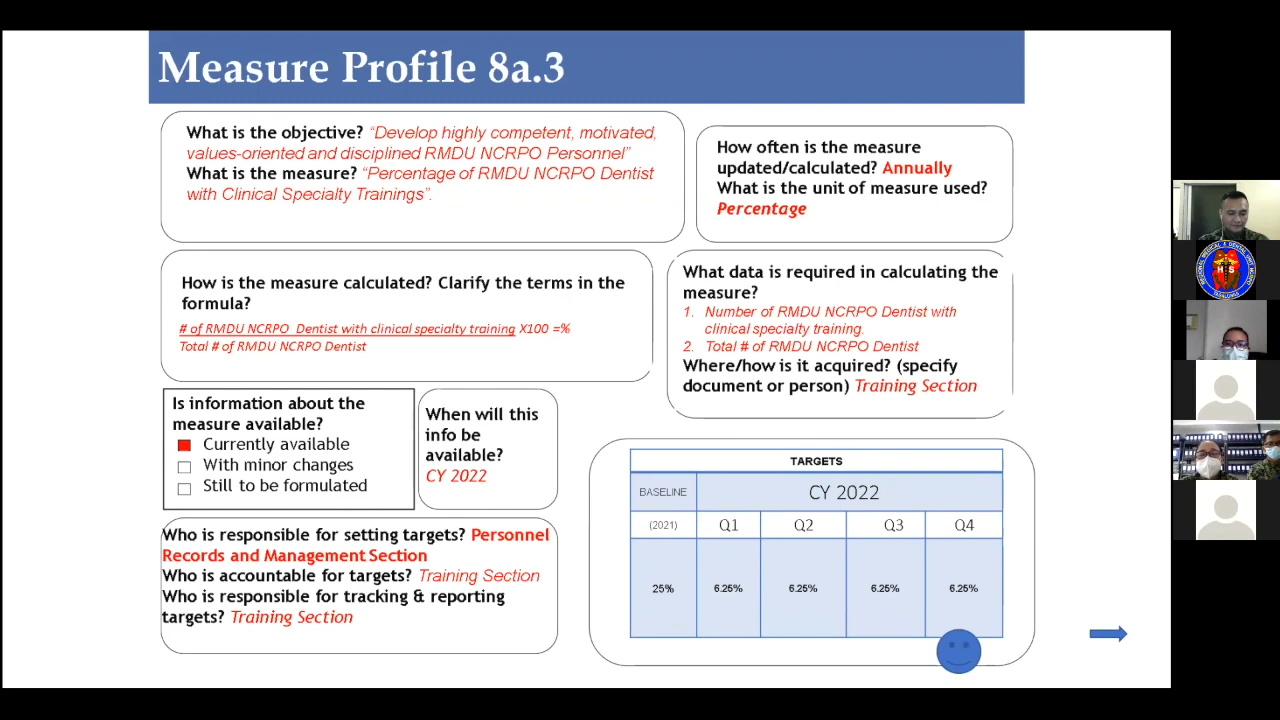 Measure Profile 8a.3
What is the objective? “Develop highly competent, motivated,
values-oriented and disciplined RMDU NCRPO Personnel”
What is the measure? “Percentage of RMDU NCRPO Dentist
with Clinical Specialty Trainings”.
How often is the measure
updated/calculated? Annually
What is the unit of measure used?
Percentage
How is the measure calculated? Clarify the terms in the
formula?
# of RMDU NCRPO Dentist with clinical specialty training X100 =%
Total # of RMDU NCRPO Dentist
What data is required in calculating the
measure?
1. Number of RMDU NCRPO Dentist with
clinical specialty training.
2. Total # of RMDU NCRPO Dentist
Where/how is it acquired? (specify
document or person) Training Section
Is information about the
measure available?
Currently available
With minor changes
Still to be formulated
When will this
info be
available?
CY 2022
Who is responsible for setting targets? Personnel
Records and Management Section
Who is accountable for targets? Training Section
Who is responsible for tracking & reporting
targets? Training Section
TARGETS
BASELINE CY 2022
(2021) Q1 Q2 Q3 Q4
25% 6.25% 6.25% 6.25% 6.25%